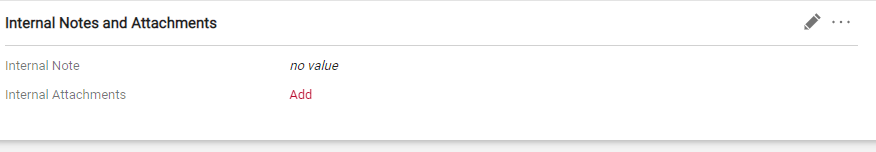 Internal Notes and Attachments
Internal Note no value
Internal Attachments Add